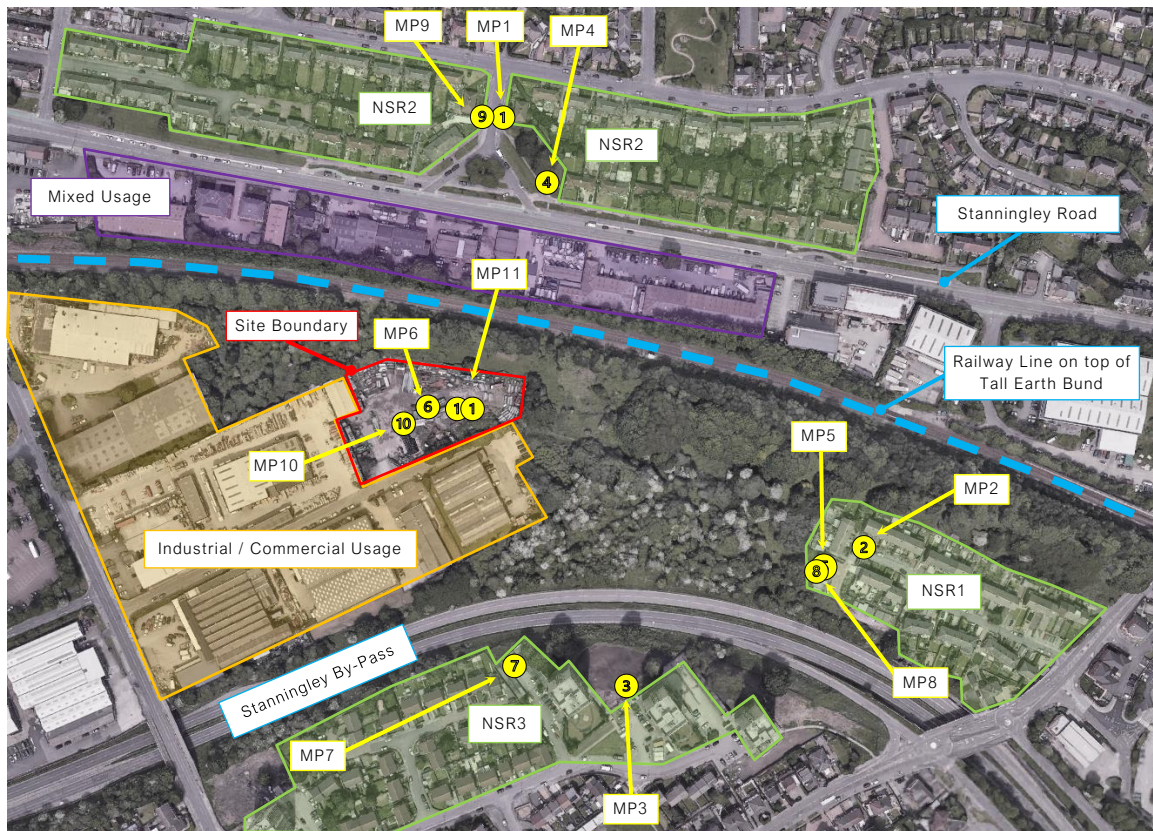 MP9
MP1
MP4
NSR2
9
1
NSR2
4
Mixed Usage
Stanningley Road
MP11
Site Boundary
MP6
Railway Line on top of
Tall Earth Bund
6
1
1
10
MP10
MP5
MP2
Industrial / Commercial Usage
2
8
NSR1
Stanningley By-Pass
MP8
7
3
NSR3
MP7
MP3